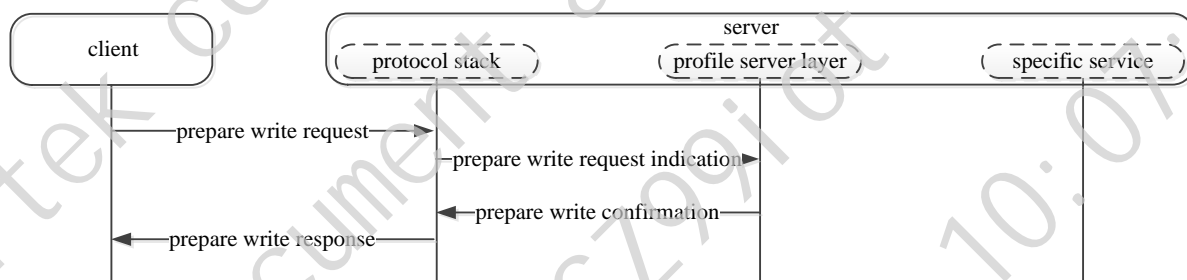 client
server
protocol stack
profile server layer
specific service
prepare write request
prepare write request indication
prepare write confirmation
prepare write response